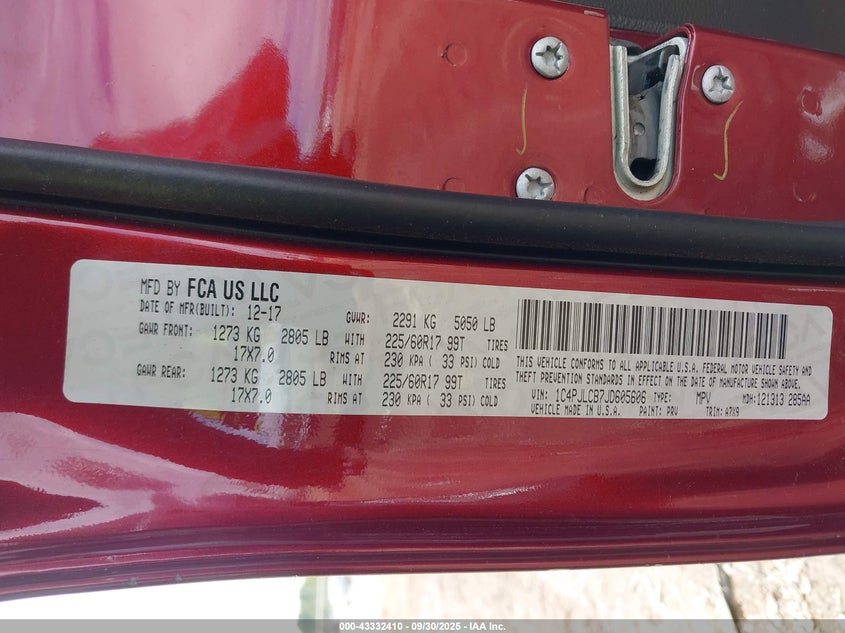 MFD BY FCA US LLC
DATE OF MFR(BUILT): 12-17 GVWR: 2291 KG 5050 LB
GAWR FRONT: 1273 KG 2805 LB WITH 225/60R17 99T TIRES
17X7.0 RIMS AT 230 KPA ( 33 PSI) COLD
GAWR REAR: 1273 KG 2805 LB WITH 225/60R17 99T TIRES
17X7.0 RIMS AT 230 KPA ( 33 PSI) COLD
THIS VEHICLE CONFORMS TO ALL APPLICABLE U.S.A. FEDERAL MOTOR VEHICLE SAFETY AND
THEFT PREVENTION STANDARDS IN EFFECT ON THE DATE OF MANUFACTURE SHOWN ABOVE.
VIN: 1C4PJLCB7JD605606 TYPE: MPV MDH:121313 285AA
VEHICLE MADE IN U.S.A. PAINT: PRV TRIM: A7X9
000-43332410 - 09/30/2025 - IAA Inc.